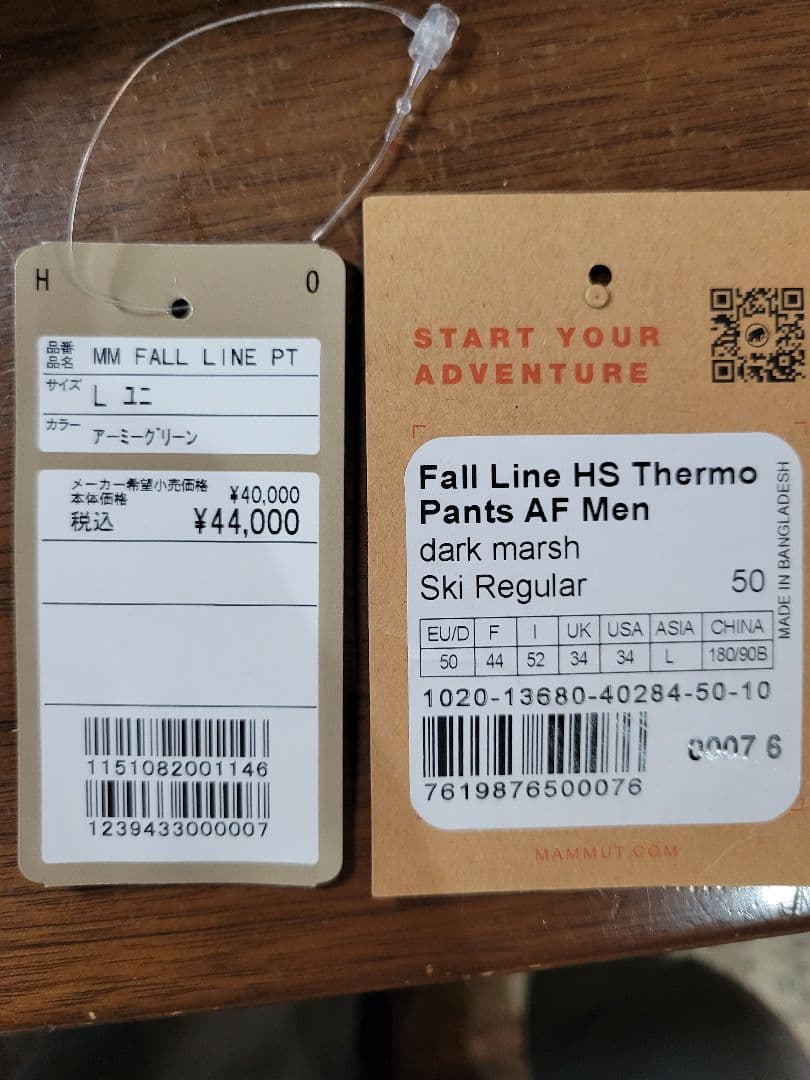 H O
品番
品名 MM FALL LINE PT
サイズ L ユニ
カラー アーミーグリーン
メーカー希望小売価格
本体価格 ¥40,000
税込 ¥44,000
1151082001146
1239433000007
START YOUR
ADVENTURE
Fall Line HS Thermo
Pants AF Men
dark marsh
Ski Regular 50
MADE IN BANGLADESH
EU/D F I UK USA ASIA CHINA
50 44 52 34 34 L 180/90B
1020-13680-40284-50-10
0007 6
7619876500076
MAMMUT.COM